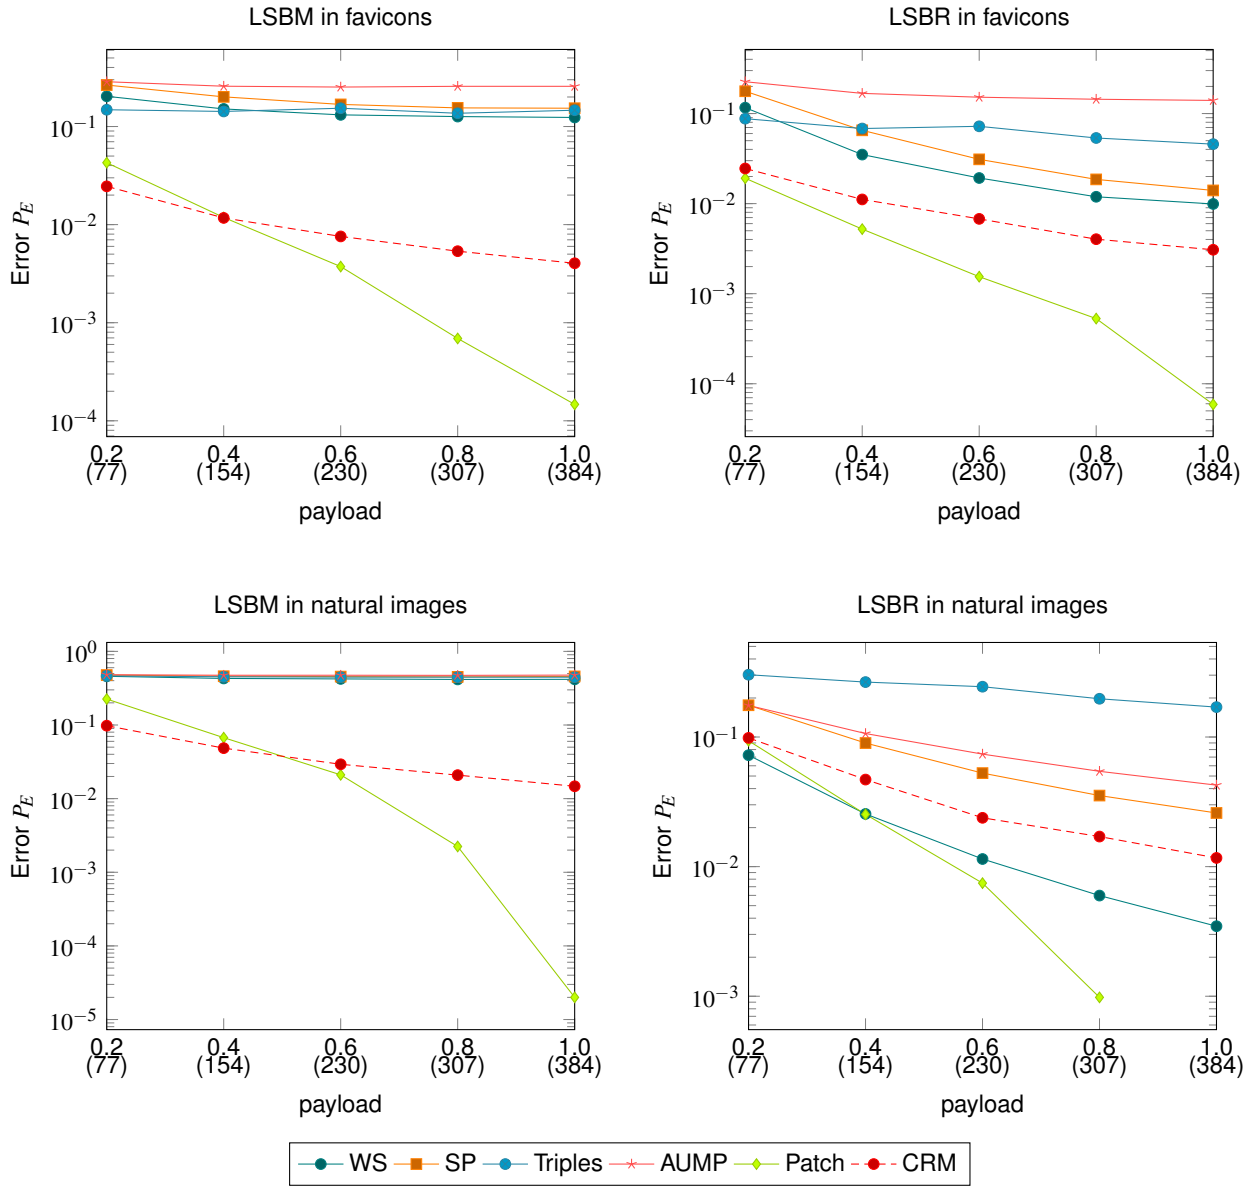 LSBM in favicons
LSBR in favicons
Error P_E
10^{-1}
10^{-2}
10^{-3}
10^{-4}
0.2 0.4 0.6 0.8 1.0
(77) (154) (230) (307) (384)
payload
Error P_E
10^{-1}
10^{-2}
10^{-3}
10^{-4}
0.2 0.4 0.6 0.8 1.0
(77) (154) (230) (307) (384)
payload
LSBM in natural images
LSBR in natural images
Error P_E
10^0
10^{-1}
10^{-2}
10^{-3}
10^{-4}
10^{-5}
0.2 0.4 0.6 0.8 1.0
(77) (154) (230) (307) (384)
payload
Error P_E
10^{-1}
10^{-2}
10^{-3}
0.2 0.4 0.6 0.8 1.0
(77) (154) (230) (307) (384)
payload
WS SP Triples AUMP Patch CRM